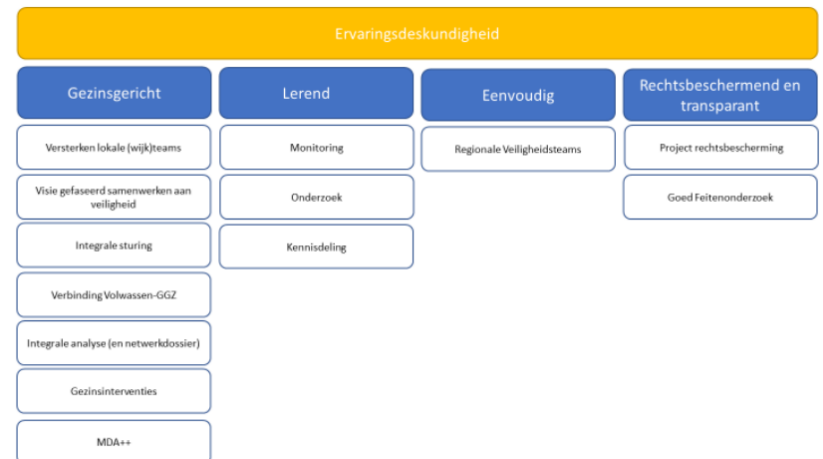 Ervaringsdeskundigheid
Gezinsgericht
Versterken lokale (wijk)teams
Visie gefaseerd samenwerken aan
veiligheid
Integrale sturing
Verbinding Volwassen-GGZ
Integrale analyse (en netwerkdossier)
Gezinsinterventies
MDA++
Lerend
Monitoring
Onderzoek
Kennisdeling
Eenvoudig
Regionale Veiligheidsteams
Rechtsbeschermend en
transparant
Project rechtsbescherming
Goed Feitenonderzoek